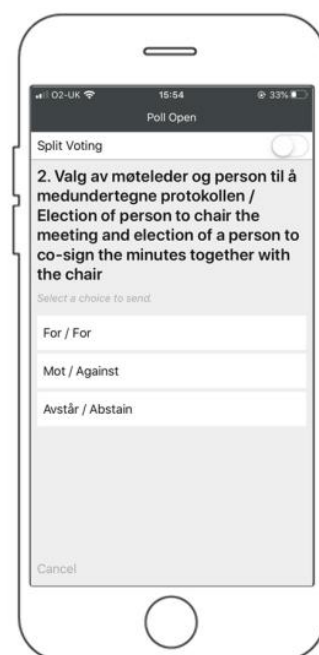 O2-UK 15:54 33%
Poll Open
Split Voting
2. Valg av møteleder og person til å
medundertegne protokollen /
Election of person to chair the
meeting and election of a person to
co-sign the minutes together with
the chair
Select a choice to send.
For / For
Mot / Against
Avstår / Abstain
Cancel